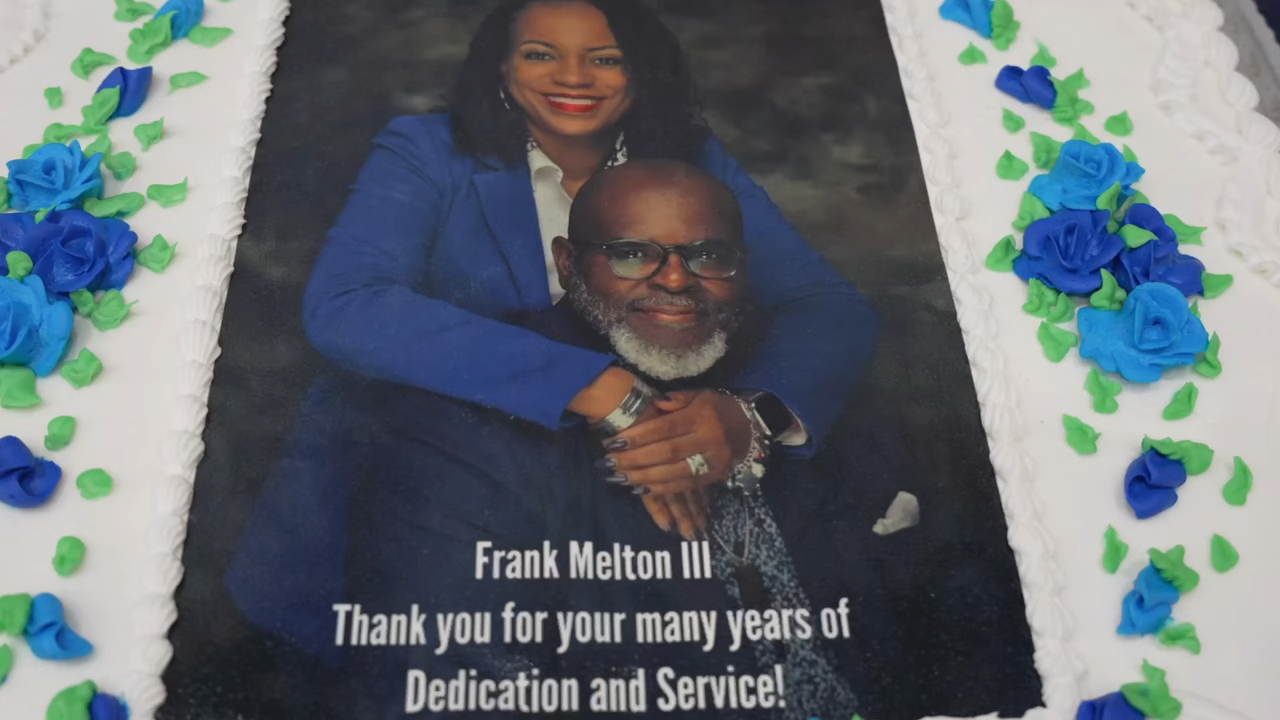 Frank Melton III
Thank you for your many years of
Dedication and Service!